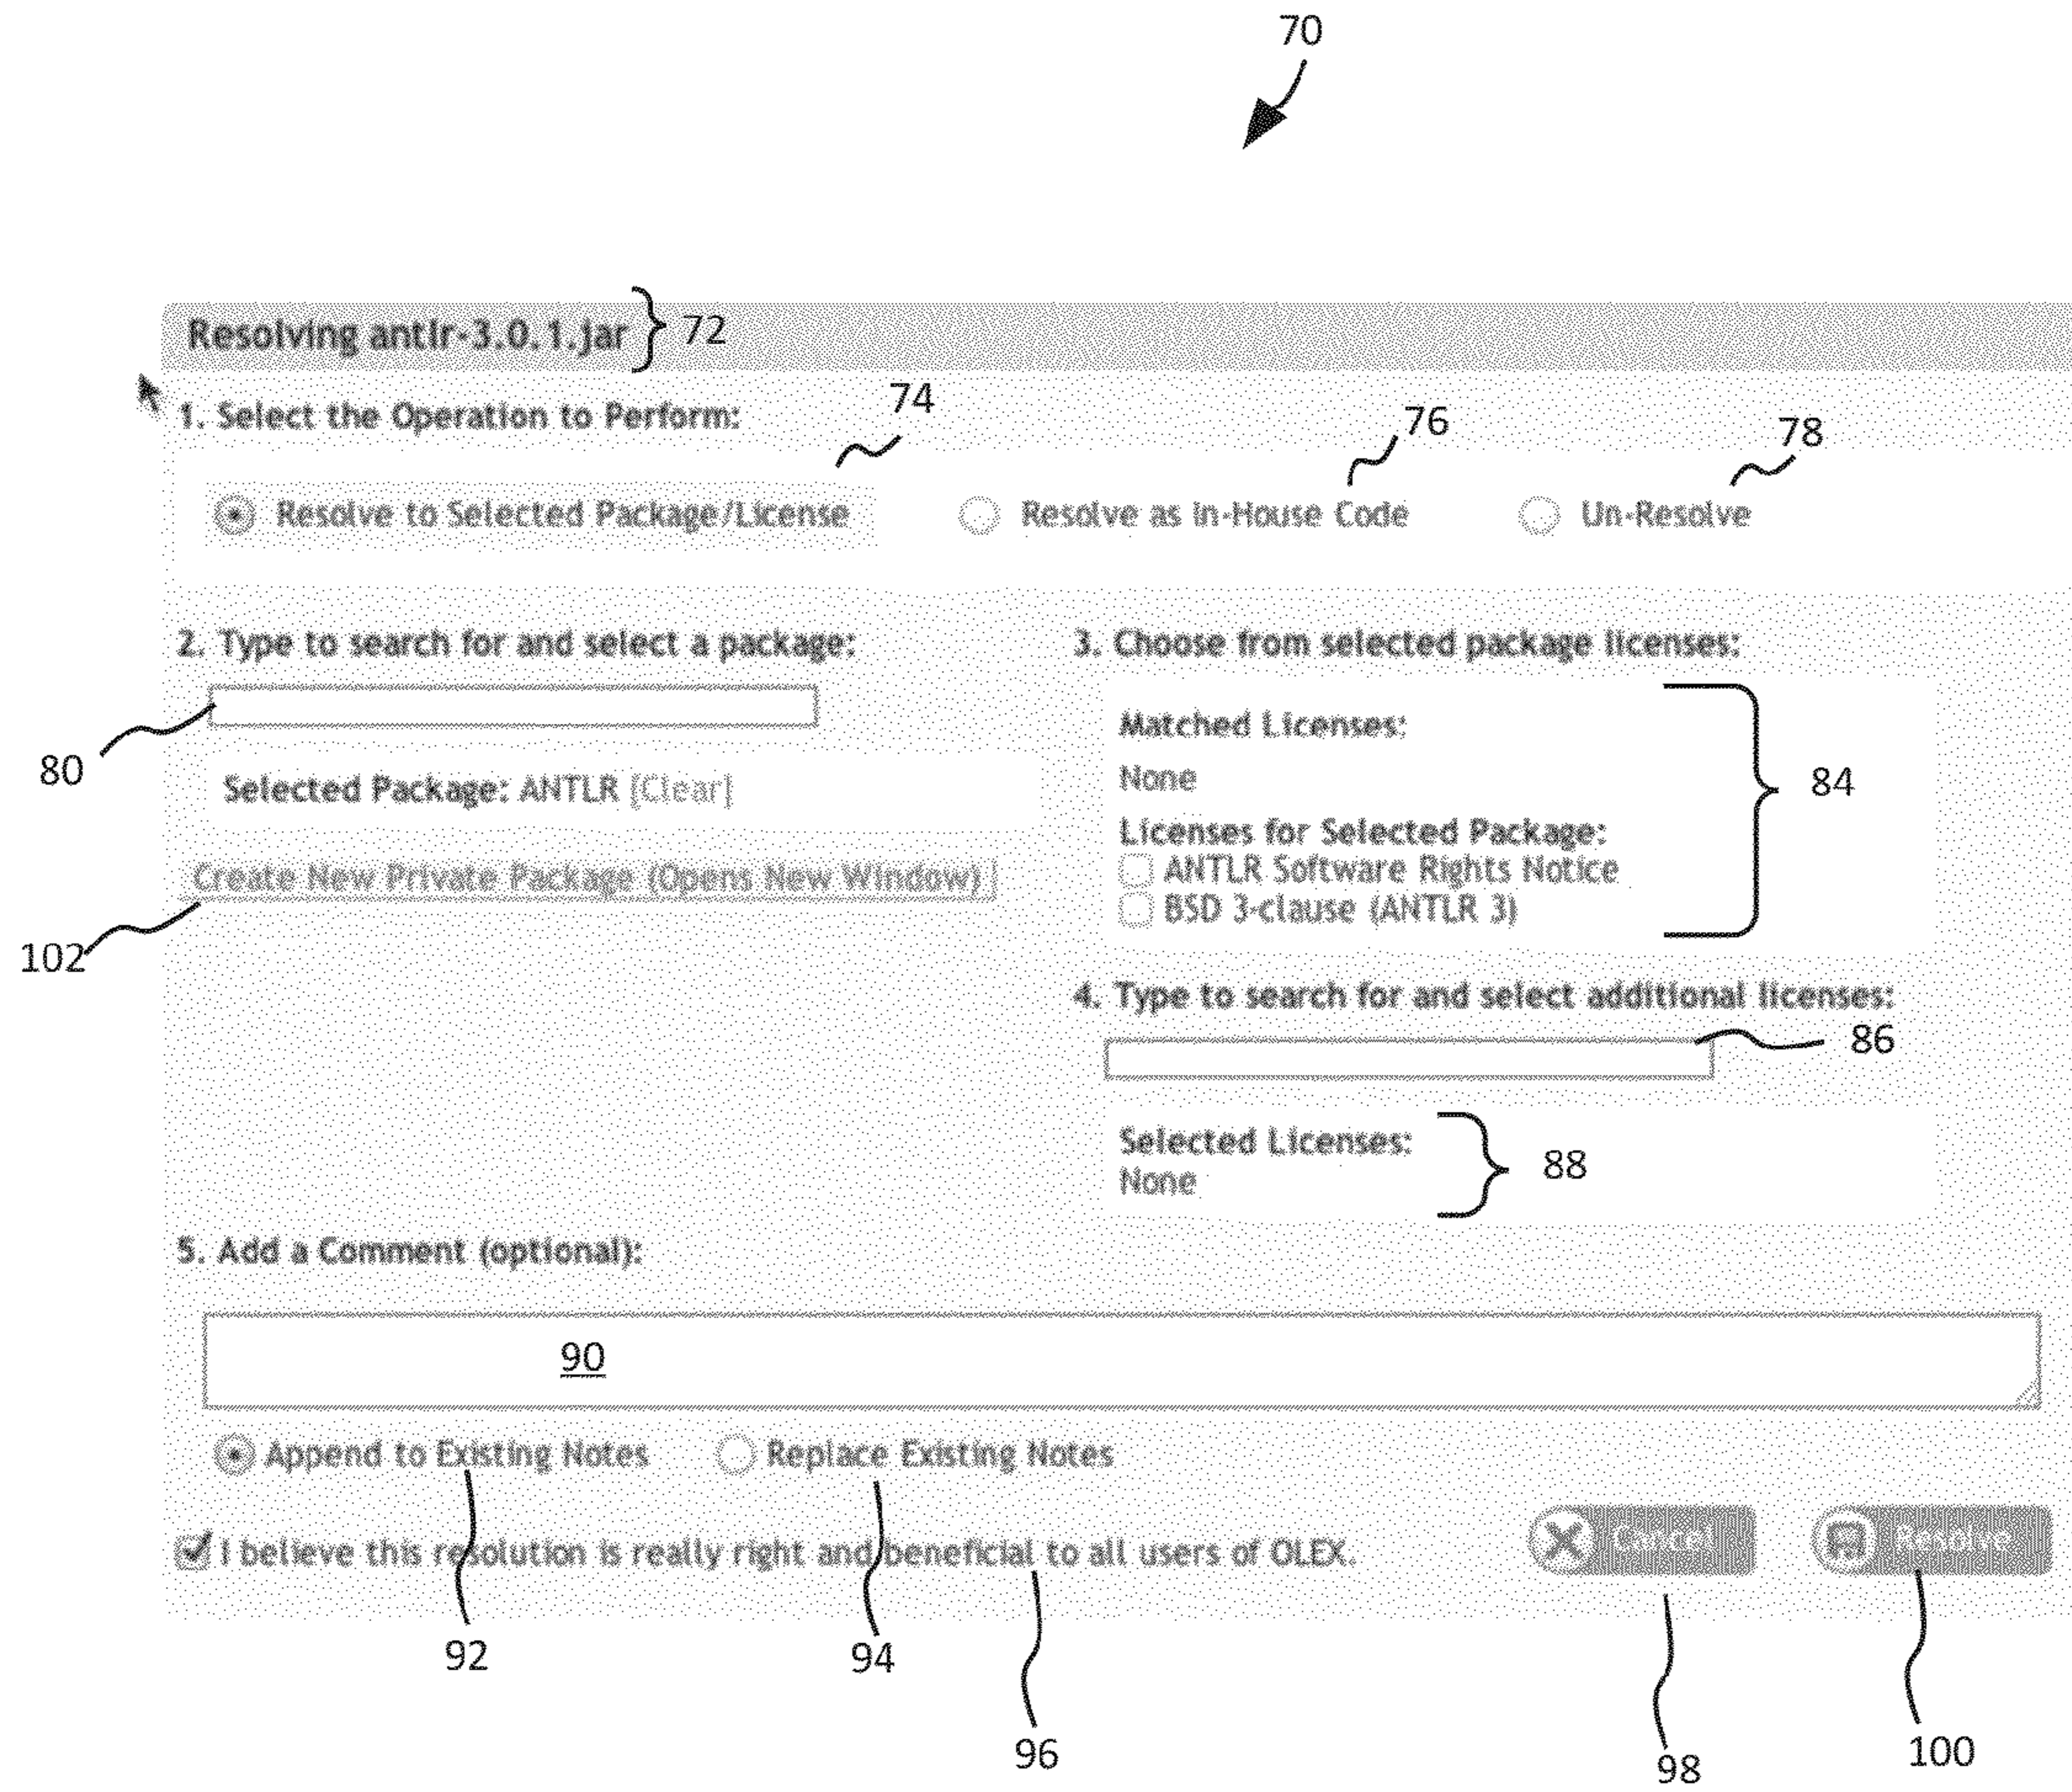 70
Resolving antlr-3.0.1.jar 72
1. Select the Operation to Perform:
74 76 78
Resolve to Selected Package/License Resolve as In-House Code Un-Resolve
2. Type to search for and select a package:
80
Selected Package: ANTLR [Clear]
Create New Private Package (Opens New Window)
102
3. Choose from selected package licenses:
Matched Licenses:
None
84
Licenses for Selected Package:
ANTLR Software Rights Notice
BSD 3-clause (ANTLR 3)
4. Type to search for and select additional licenses:
86
Selected Licenses:
None
88
5. Add a Comment (optional):
90
Append to Existing Notes Replace Existing Notes
I believe this resolution is really right and beneficial to all users of OLEX. Cancel Resolve
92 94 96 98 100